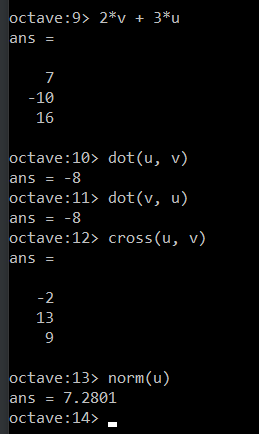 octave:9> 2*v + 3*u
ans =
7
-10
16
octave:10> dot(u, v)
ans = -8
octave:11> dot(v, u)
ans = -8
octave:12> cross(u, v)
ans =
-2
13
9
octave:13> norm(u)
ans = 7.2801
octave:14>